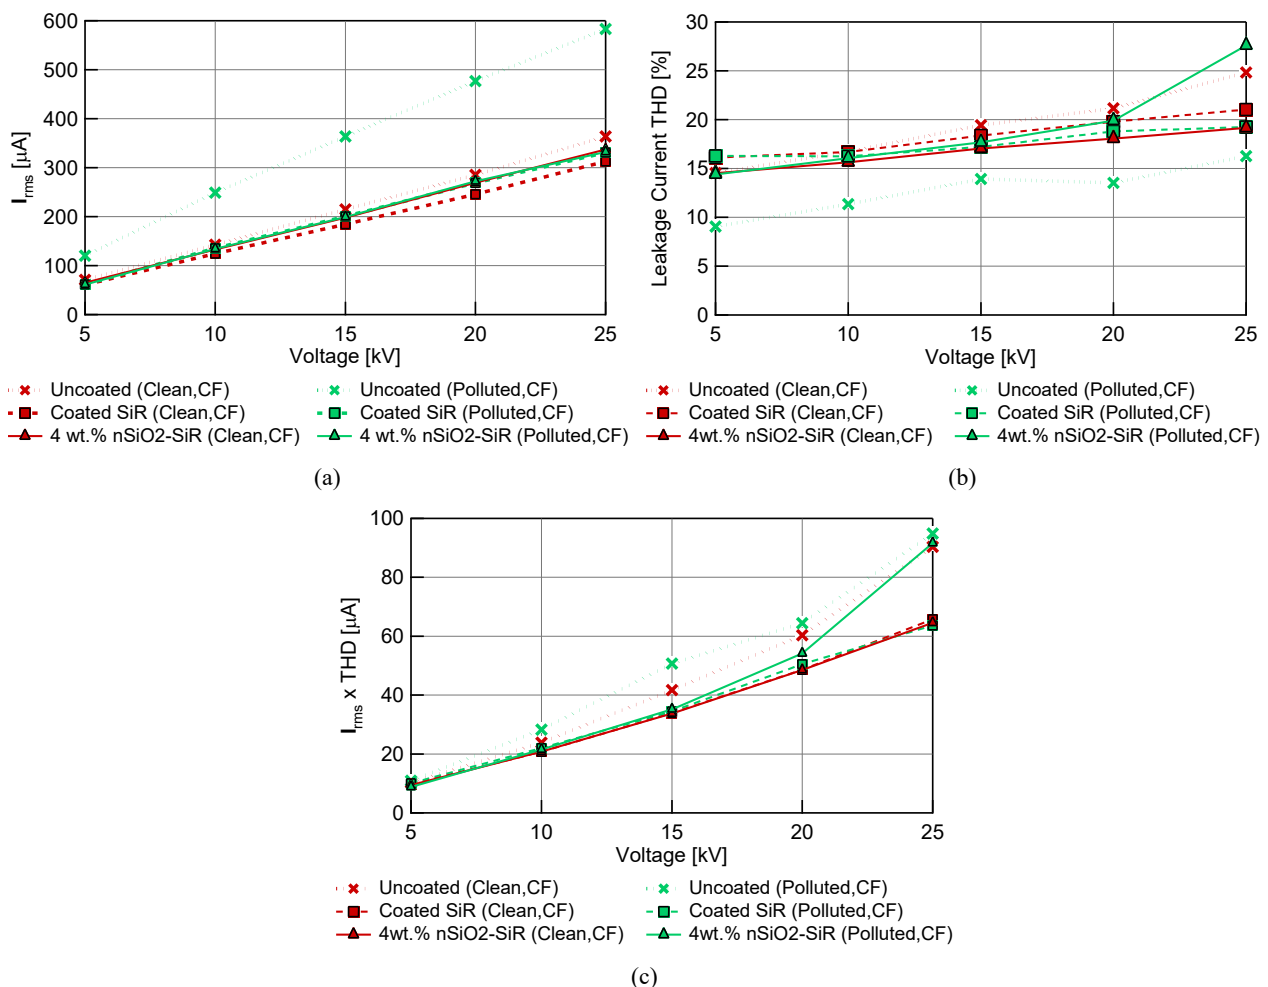 600
500
400
300
200
100
0
5 10 15 20 25
Irms [µA]
Voltage [kV]
Uncoated (Clean,CF)
Coated SiR (Clean,CF)
4 wt.% nSiO2-SiR (Clean,CF)
Uncoated (Polluted,CF)
Coated SiR (Polluted,CF)
4 wt.% nSiO2-SiR (Polluted,CF)
(a)
30
25
20
15
10
5
0
5 10 15 20 25
Leakage Current THD [%]
Voltage [kV]
Uncoated (Clean,CF)
Coated SiR (Clean,CF)
4wt.% nSiO2-SiR (Clean,CF)
Uncoated (Polluted,CF)
Coated SiR (Polluted,CF)
4wt.% nSiO2-SiR (Polluted,CF)
(b)
100
80
60
40
20
0
5 10 15 20 25
Irms x THD [µA]
Voltage [kV]
Uncoated (Clean,CF)
Coated SiR (Clean,CF)
4wt.% nSiO2-SiR (Clean,CF)
Uncoated (Polluted,CF)
Coated SiR (Polluted,CF)
4wt.% nSiO2-SiR (Polluted,CF)
(c)